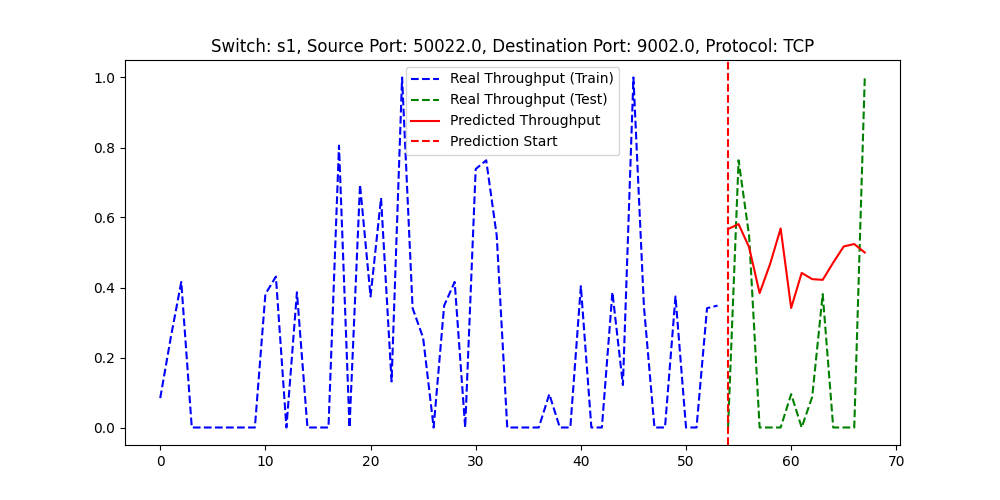 Switch: s1, Source Port: 50022.0, Destination Port: 9002.0, Protocol: TCP
Real Throughput (Train)
Real Throughput (Test)
Predicted Throughput
Prediction Start
1.0
0.8
0.6
0.4
0.2
0.0
0 10 20 30 40 50 60 70